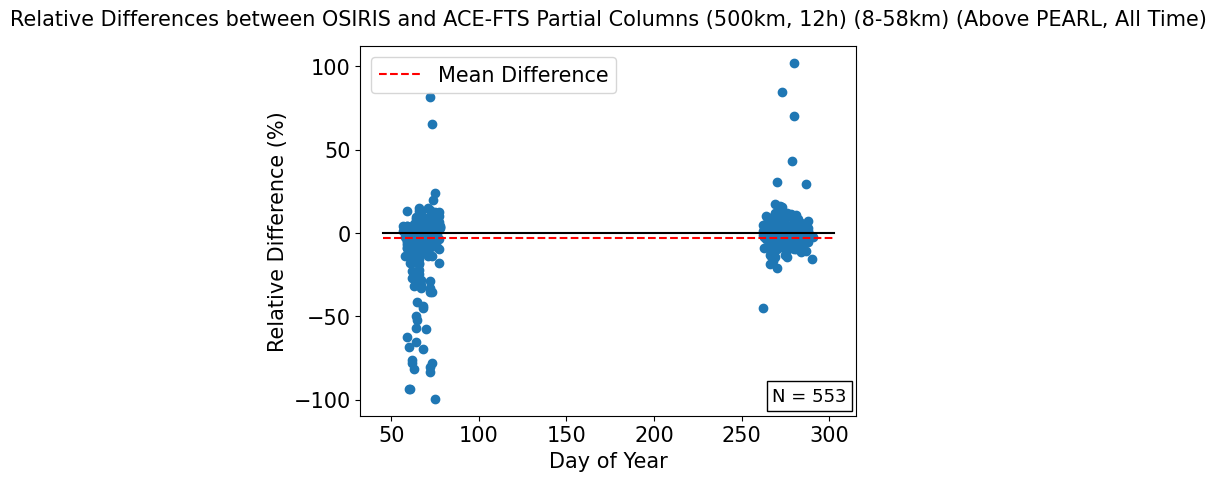 Relative Differences between OSIRIS and ACE-FTS Partial Columns (500km, 12h) (8-58km) (Above PEARL, All Time)
Mean Difference
Relative Difference (%)
100
50
0
−50
−100
N = 553
50 100 150 200 250 300
Day of Year